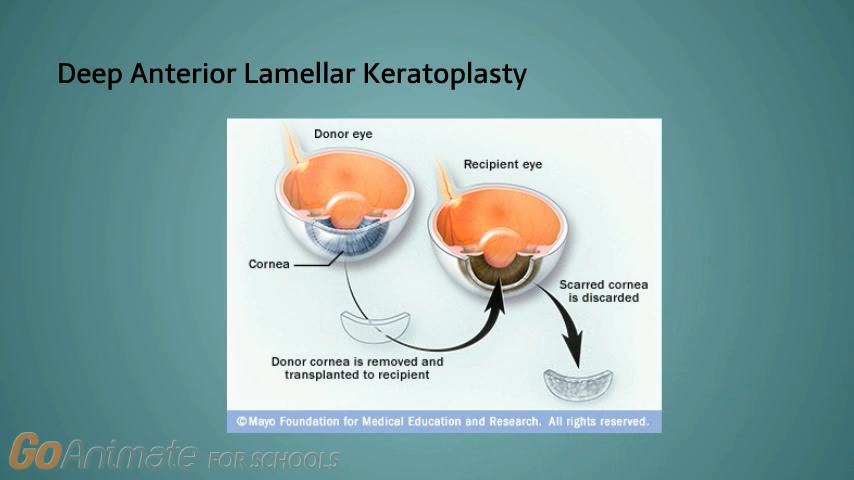 Deep Anterior Lamellar Keratoplasty
Donor eye
Recipient eye
Cornea
Scarred cornea
is discarded
Donor cornea is removed and
transplanted to recipient
©Mayo Foundation for Medical Education and Research. All rights reserved.
GoAnimate FOR SCHOOLS